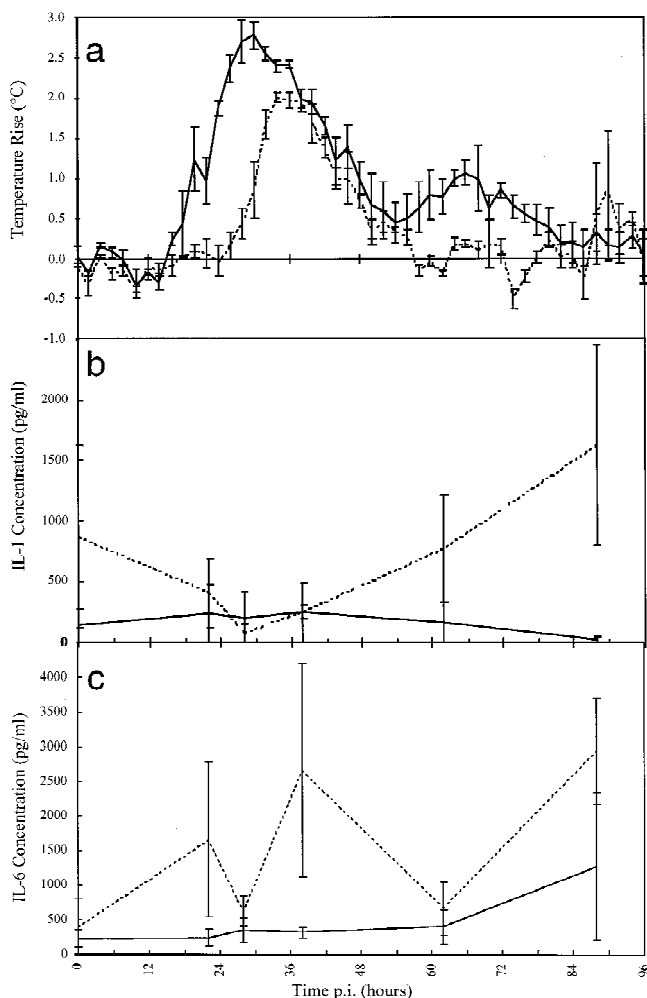 a
Temperature Rise (°C)
3.0
2.5
2.0
1.5
1.0
0.5
0.0
-0.5
-1.0
b
IL-1 Concentration (pg/ml)
2000
1500
1000
500
0
c
IL-6 Concentration (pg/ml)
4000
3500
3000
2500
2000
1500
1000
500
0
0 12 24 36 48 60 72 84 96
Time p.i. (hours)